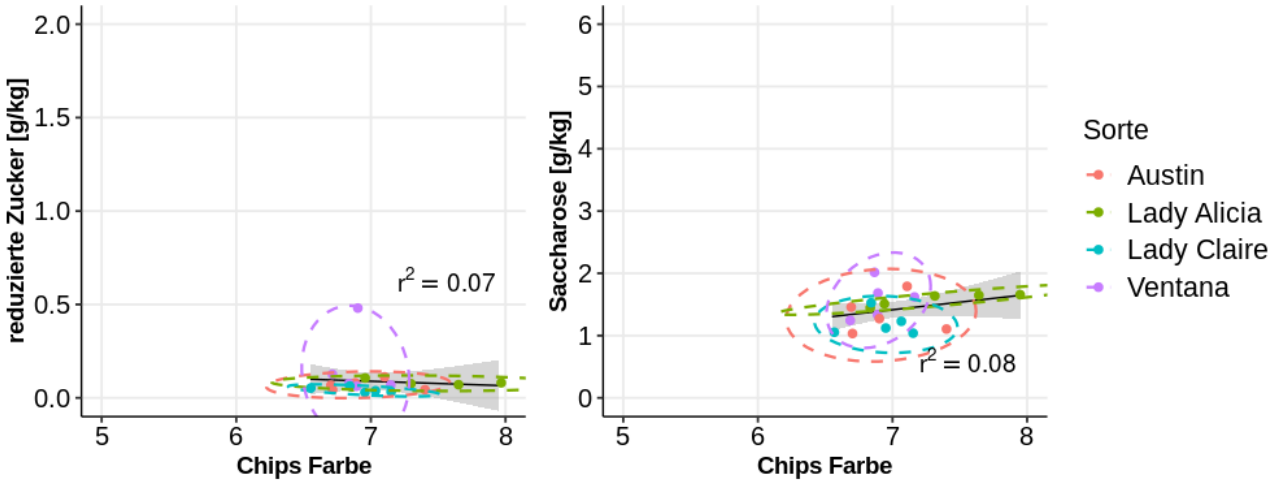 reduzierte Zucker [g/kg]
2.0
1.5
1.0
0.5
0.0
r² = 0.07
5 6 7 8
Chips Farbe
Saccharose [g/kg]
6
5
4
3
2
1
0
r² = 0.08
5 6 7 8
Chips Farbe
Sorte
Austin
Lady Alicia
Lady Claire
Ventana